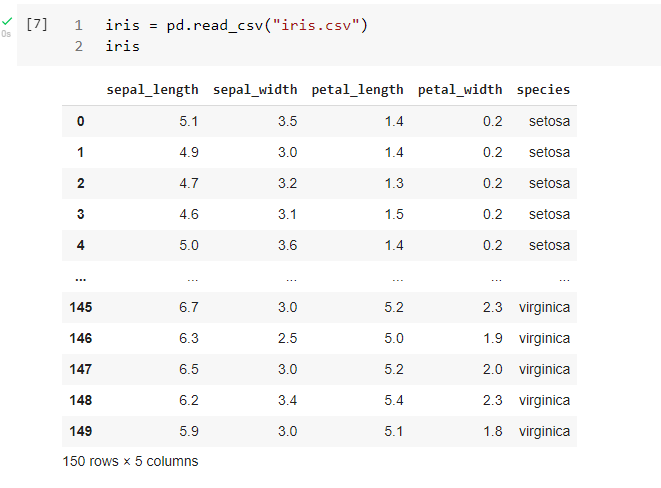 [7] 1 iris = pd.read_csv("iris.csv")
2 iris
sepal_length sepal_width petal_length petal_width species
0 5.1 3.5 1.4 0.2 setosa
1 4.9 3.0 1.4 0.2 setosa
2 4.7 3.2 1.3 0.2 setosa
3 4.6 3.1 1.5 0.2 setosa
4 5.0 3.6 1.4 0.2 setosa
... ... ... ... ... ...
145 6.7 3.0 5.2 2.3 virginica
146 6.3 2.5 5.0 1.9 virginica
147 6.5 3.0 5.2 2.0 virginica
148 6.2 3.4 5.4 2.3 virginica
149 5.9 3.0 5.1 1.8 virginica
150 rows × 5 columns
0s